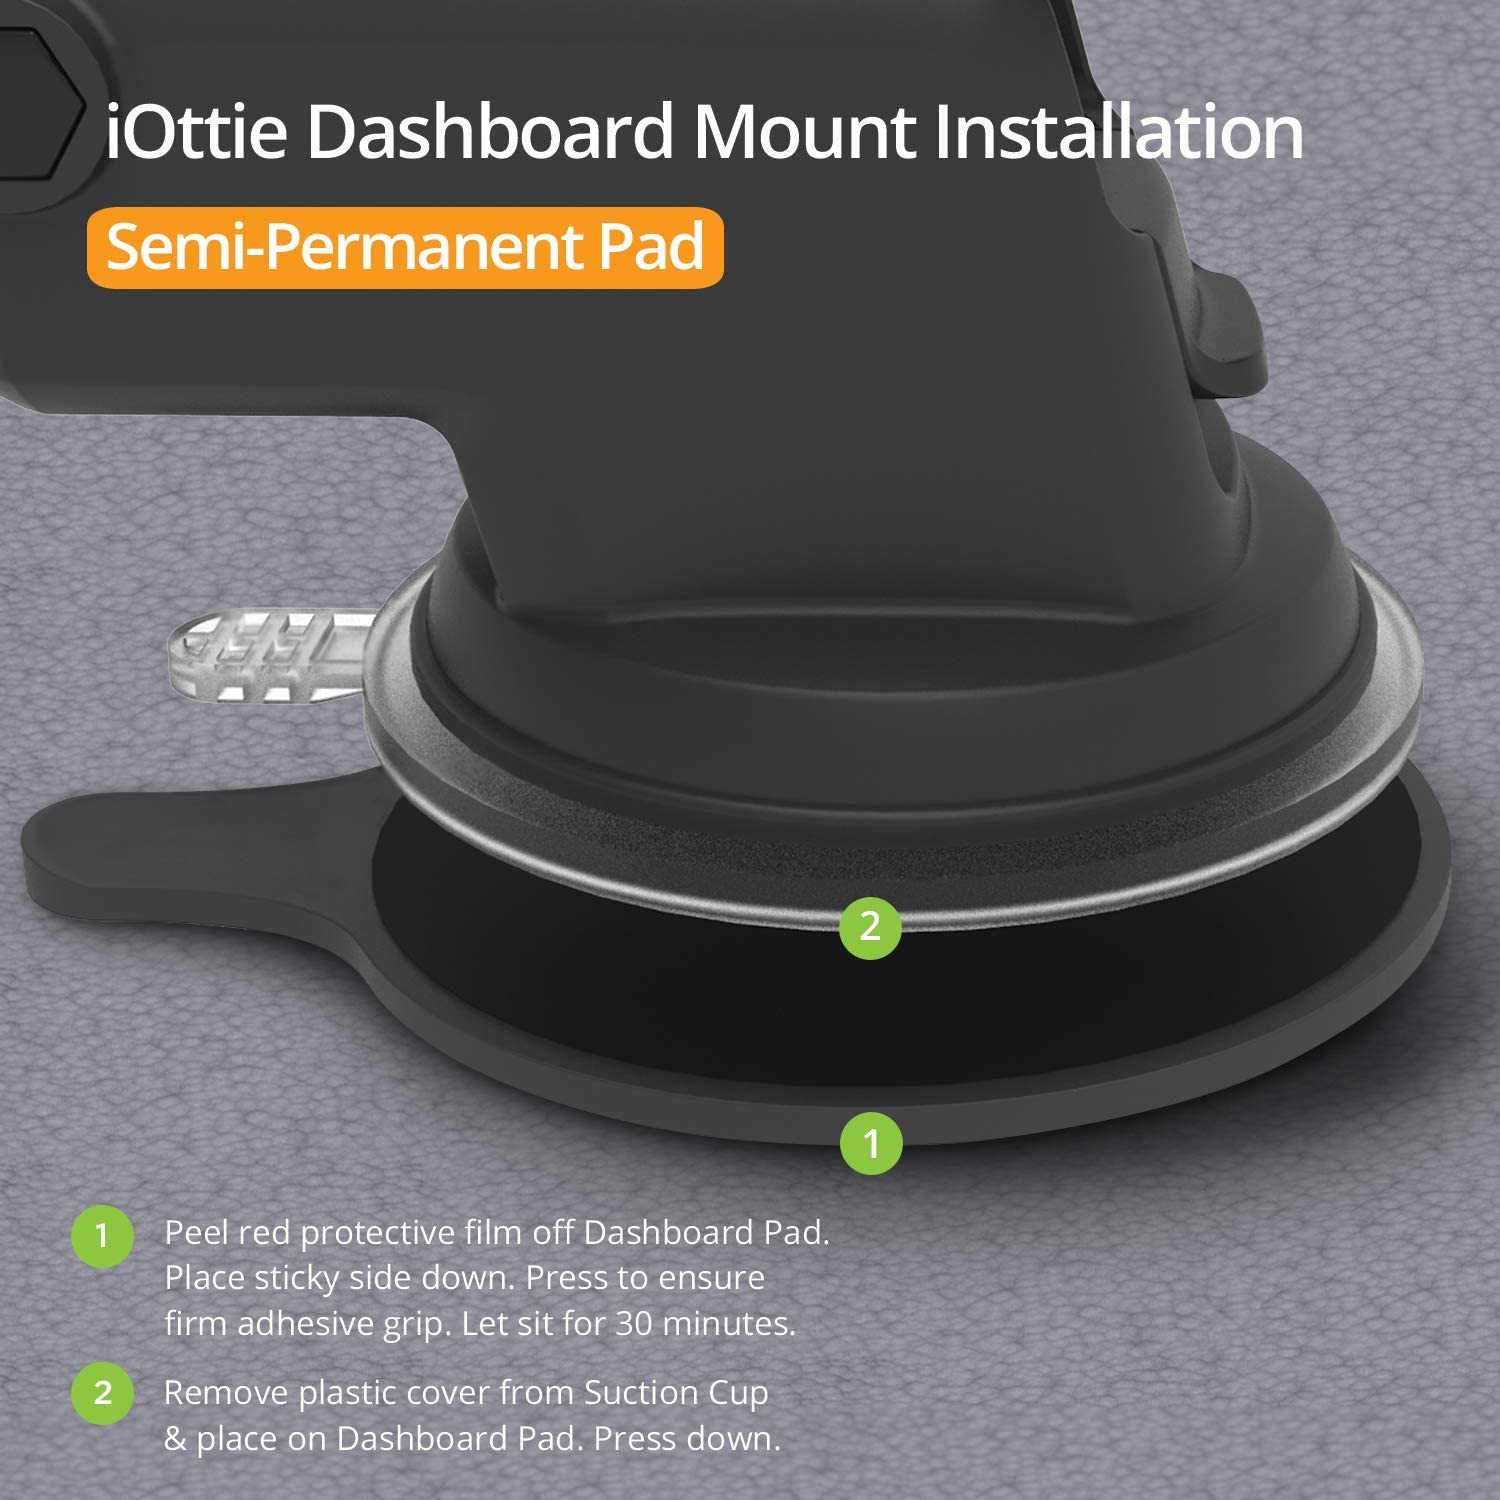 iOttie Dashboard Mount Installation
Semi-Permanent Pad
2
1
1 Peel red protective film off Dashboard Pad.
Place sticky side down. Press to ensure
firm adhesive grip. Let sit for 30 minutes.
2 Remove plastic cover from Suction Cup
& place on Dashboard Pad. Press down.